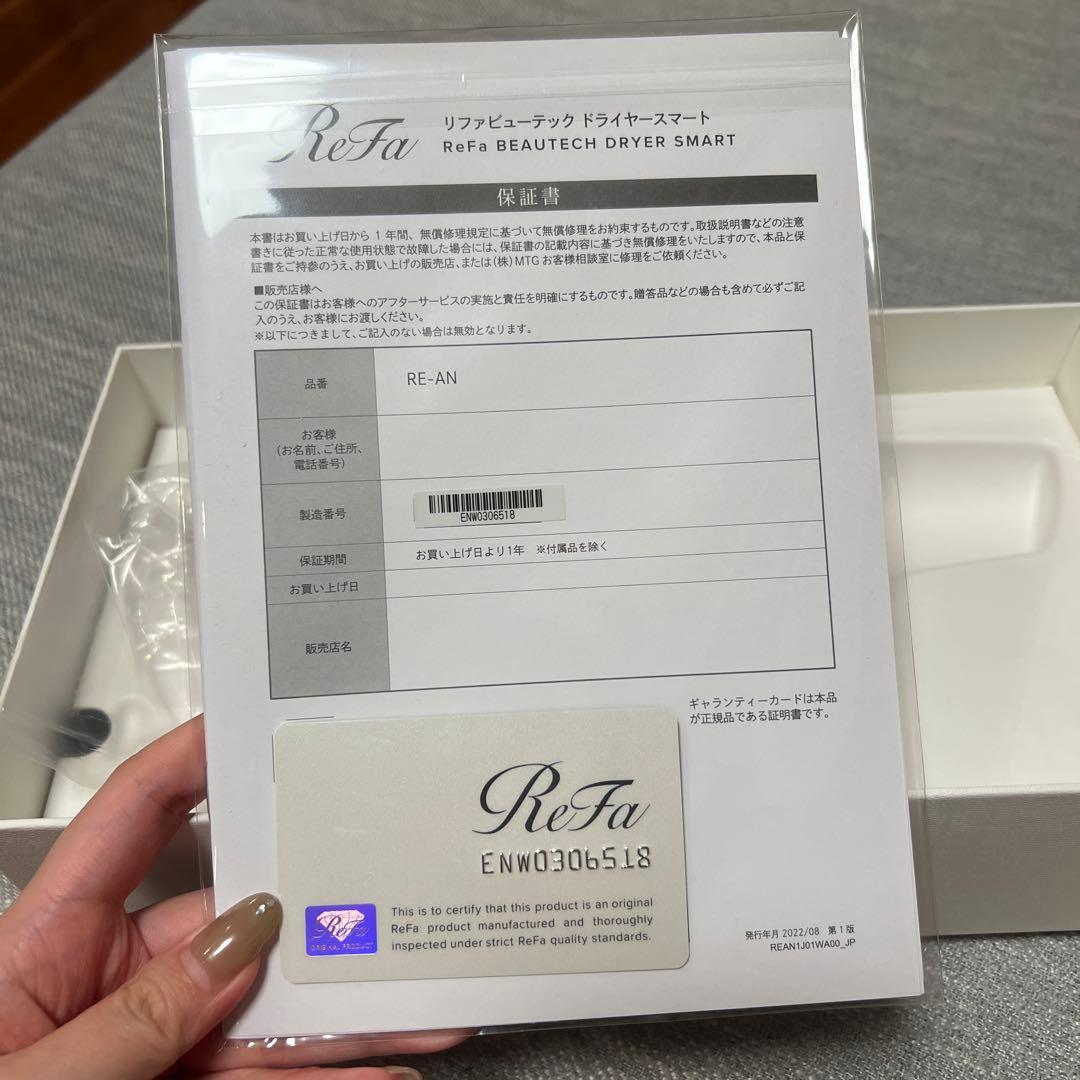 ReFa
リファビューテック ドライヤースマート
ReFa BEAUTECH DRYER SMART
保証書
本書はお買い上げ日から 1 年間、無償修理規定に基づいて無償修理をお約束するものです。取扱説明書などの注意
書きに従った正常な使用状態で故障した場合には、保証書の記載内容に基づき無償修理をいたしますので、本品と保
証書をご持参のうえ、お買い上げの販売店、または(株)MTG お客様相談室に修理をご依頼ください。
■販売店様へ
この保証書はお客様へのアフターサービスの実施と責任を明確にするものです。贈答品などの場合も含めて必ずご記
入のうえ、お客様にお渡しください。
※以下につきまして、ご記入のない場合は無効となります。
品番
RE-AN
お客様
(お名前、ご住所、
電話番号)
製造番号
ENW0306518
保証期間
お買い上げ日より1年 ※付属品を除く
お買い上げ日
販売店名
ギャランティーカードは本品
が正規品である証明書です。
ReFa
ENW0306518
ReFa
ORIGINAL PRODUCT
This is to certify that this product is an original
ReFa product manufactured and thoroughly
inspected under strict ReFa quality standards.
発行年月 2022/08 第1版
REAN1J01WA00_JP